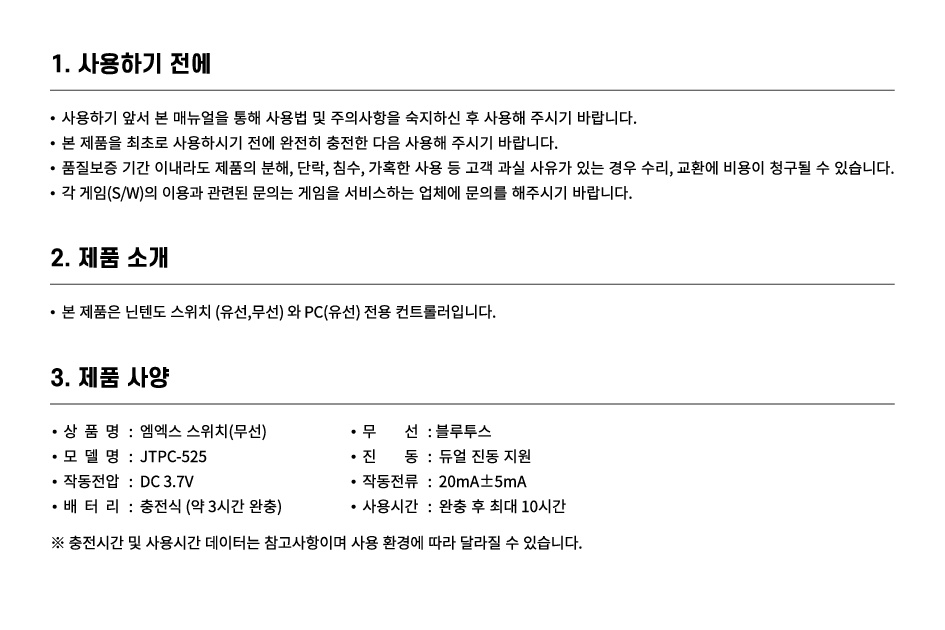 1. 사용하기 전에
• 사용하기 앞서 본 매뉴얼을 통해 사용법 및 주의사항을 숙지하신 후 사용해 주시기 바랍니다.
• 본 제품을 최초로 사용하시기 전에 완전히 충전한 다음 사용해 주시기 바랍니다.
• 품질보증 기간 이내라도 제품의 분해, 단락, 침수, 가혹한 사용 등 고객 과실 사유가 있는 경우 수리, 교환에 비용이 청구될 수 있습니다.
• 각 게임(S/W)의 이용과 관련된 문의는 게임을 서비스하는 업체에 문의를 해주시기 바랍니다.
2. 제품 소개
• 본 제품은 닌텐도 스위치 (유선,무선) 와 PC(유선) 전용 컨트롤러입니다.
3. 제품 사양
• 상 품 명 : 엠엑스 스위치(무선) • 무 선 : 블루투스
• 모 델 명 : JTPC-525 • 진 동 : 듀얼 진동 지원
• 작동전압 : DC 3.7V • 작동전류 : 20mA±5mA
• 배 터 리 : 충전식 (약 3시간 완충) • 사용시간 : 완충 후 최대 10시간
※ 충전시간 및 사용시간 데이터는 참고사항이며 사용 환경에 따라 달라질 수 있습니다.